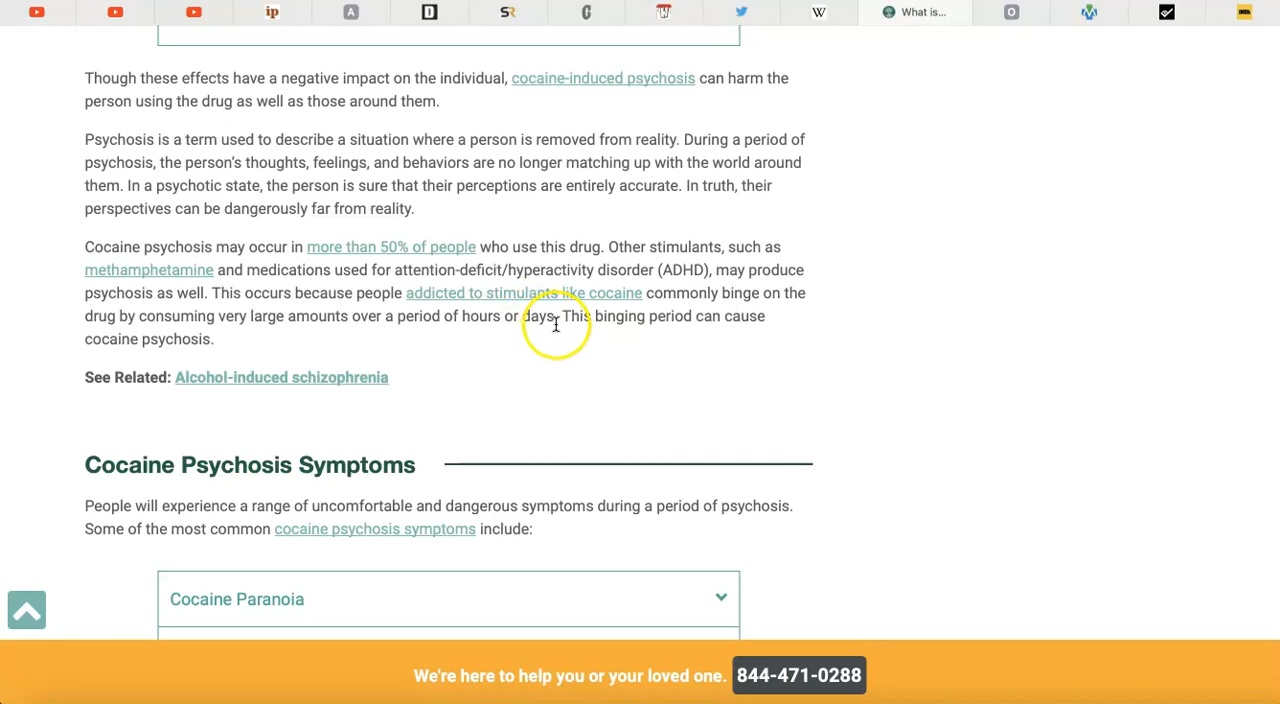 ip
A
D
SR
W
What is...
O
Though these effects have a negative impact on the individual, cocaine-induced psychosis can harm the
person using the drug as well as those around them.
Psychosis is a term used to describe a situation where a person is removed from reality. During a period of
psychosis, the person's thoughts, feelings, and behaviors are no longer matching up with the world around
them. In a psychotic state, the person is sure that their perceptions are entirely accurate. In truth, their
perspectives can be dangerously far from reality.
Cocaine psychosis may occur in more than 50% of people who use this drug. Other stimulants, such as
methamphetamine and medications used for attention-deficit/hyperactivity disorder (ADHD), may produce
psychosis as well. This occurs because people addicted to stimulants like cocaine commonly binge on the
drug by consuming very large amounts over a period of hours or days. This binging period can cause
cocaine psychosis.
See Related: Alcohol-induced schizophrenia
Cocaine Psychosis Symptoms
People will experience a range of uncomfortable and dangerous symptoms during a period of psychosis.
Some of the most common cocaine psychosis symptoms include:
Cocaine Paranoia
We're here to help you or your loved one. 844-471-0288